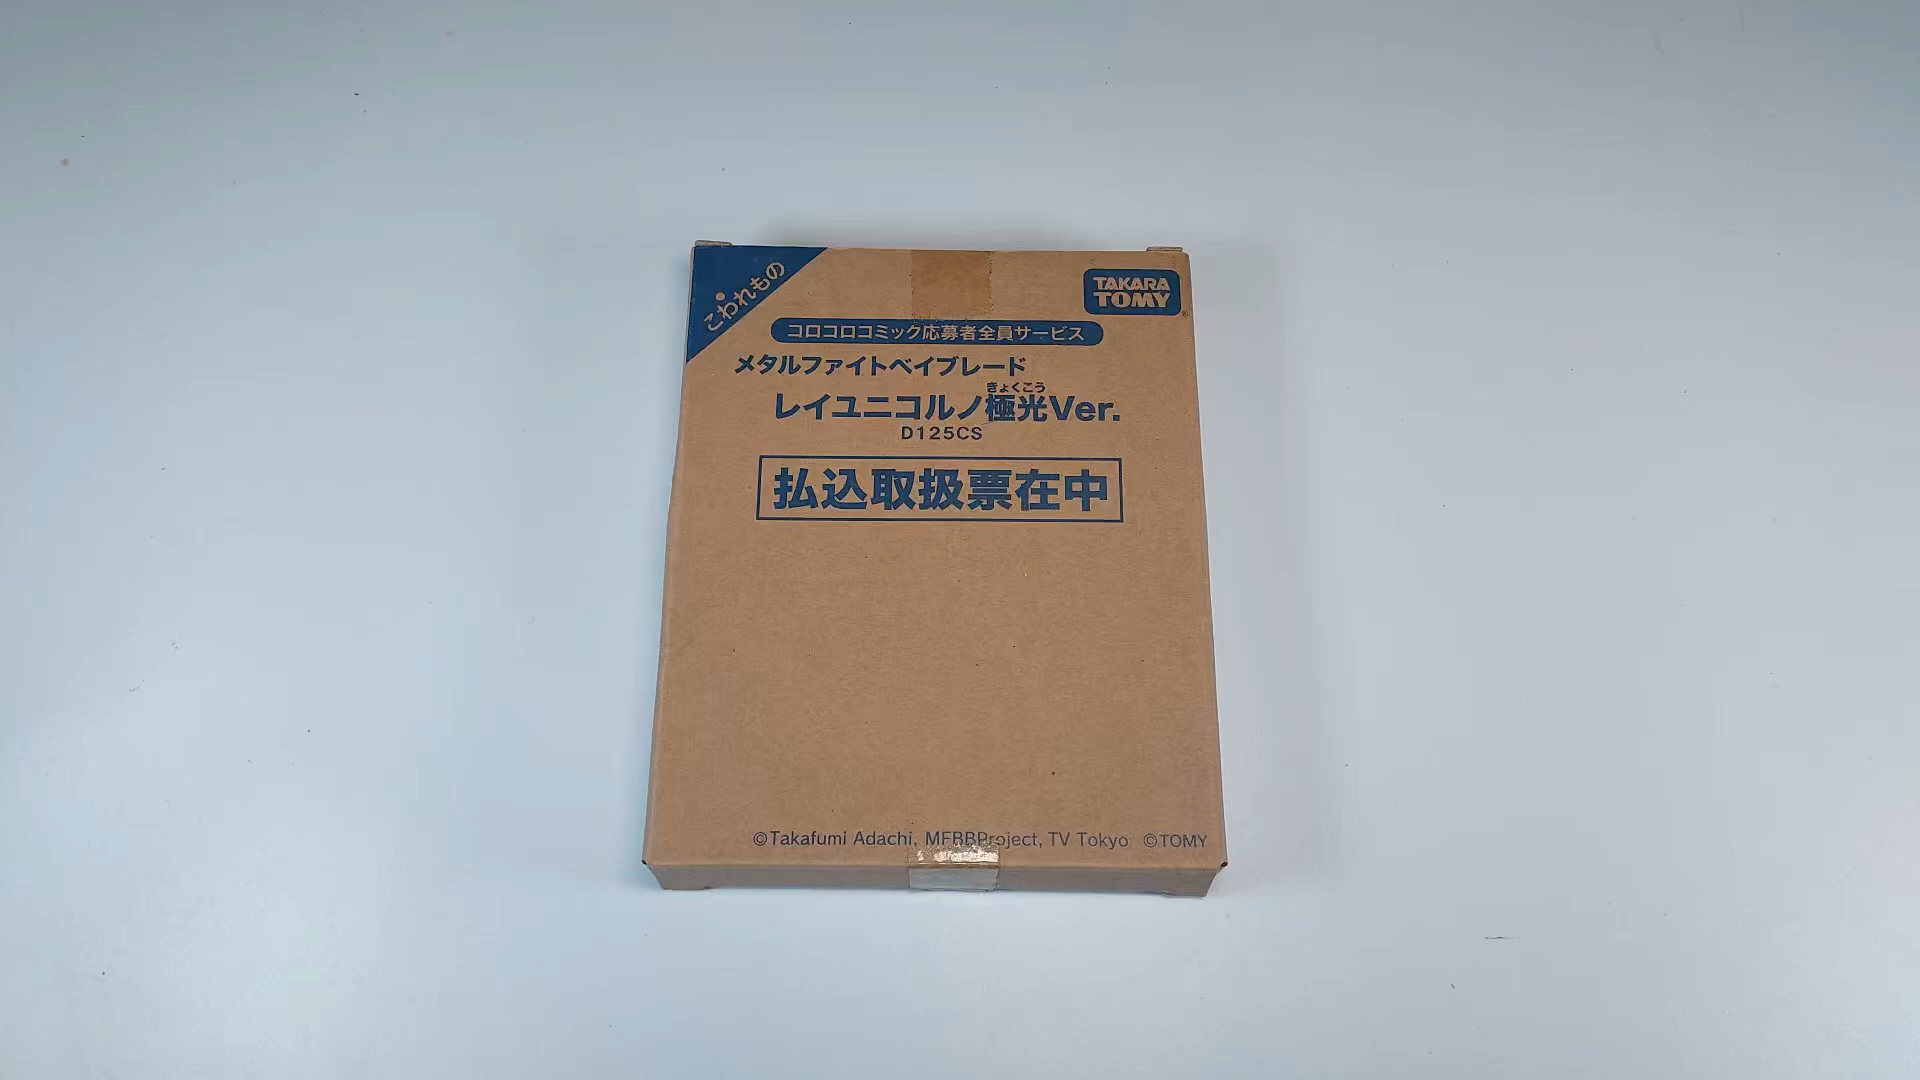 こわれもの
TAKARA
TOMY
コロコロコミック応募者全員サービス
メタルファイトベイブレード
きょくこう
レイユニコルノ極光Ver.
D125CS
払込取扱票在中
©Takafumi Adachi, MFBBProject, TV Tokyo ©TOMY